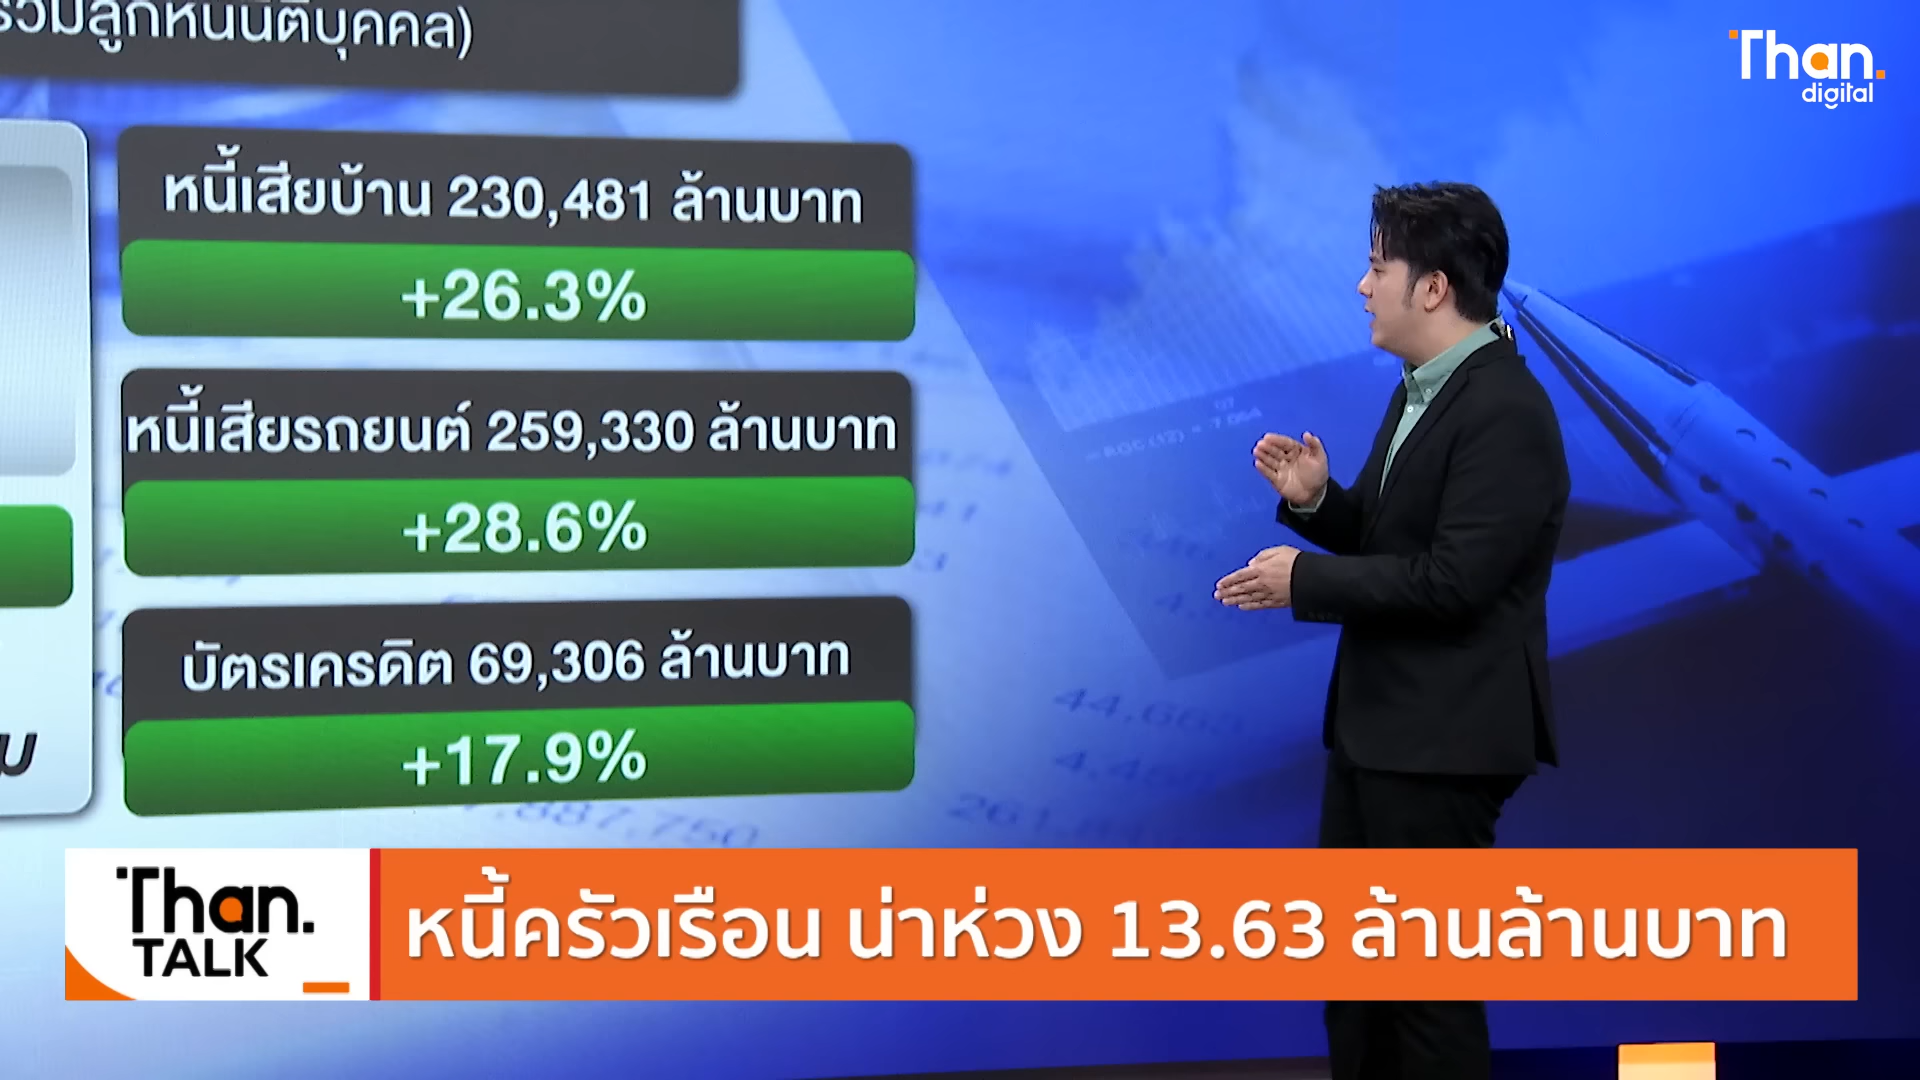 รวมลูกหนี้นิติบุคคล)
Than.
digital
หนี้เสียบ้าน 230,481 ล้านบาท
+26.3%
หนี้เสียรถยนต์ 259,330 ล้านบาท
+28.6%
บัตรเครดิต 69,306 ล้านบาท
+17.9%
44,665
7,887,750
Than.
TALK
หนี้ครัวเรือน น่าห่วง 13.63 ล้านล้านบาท